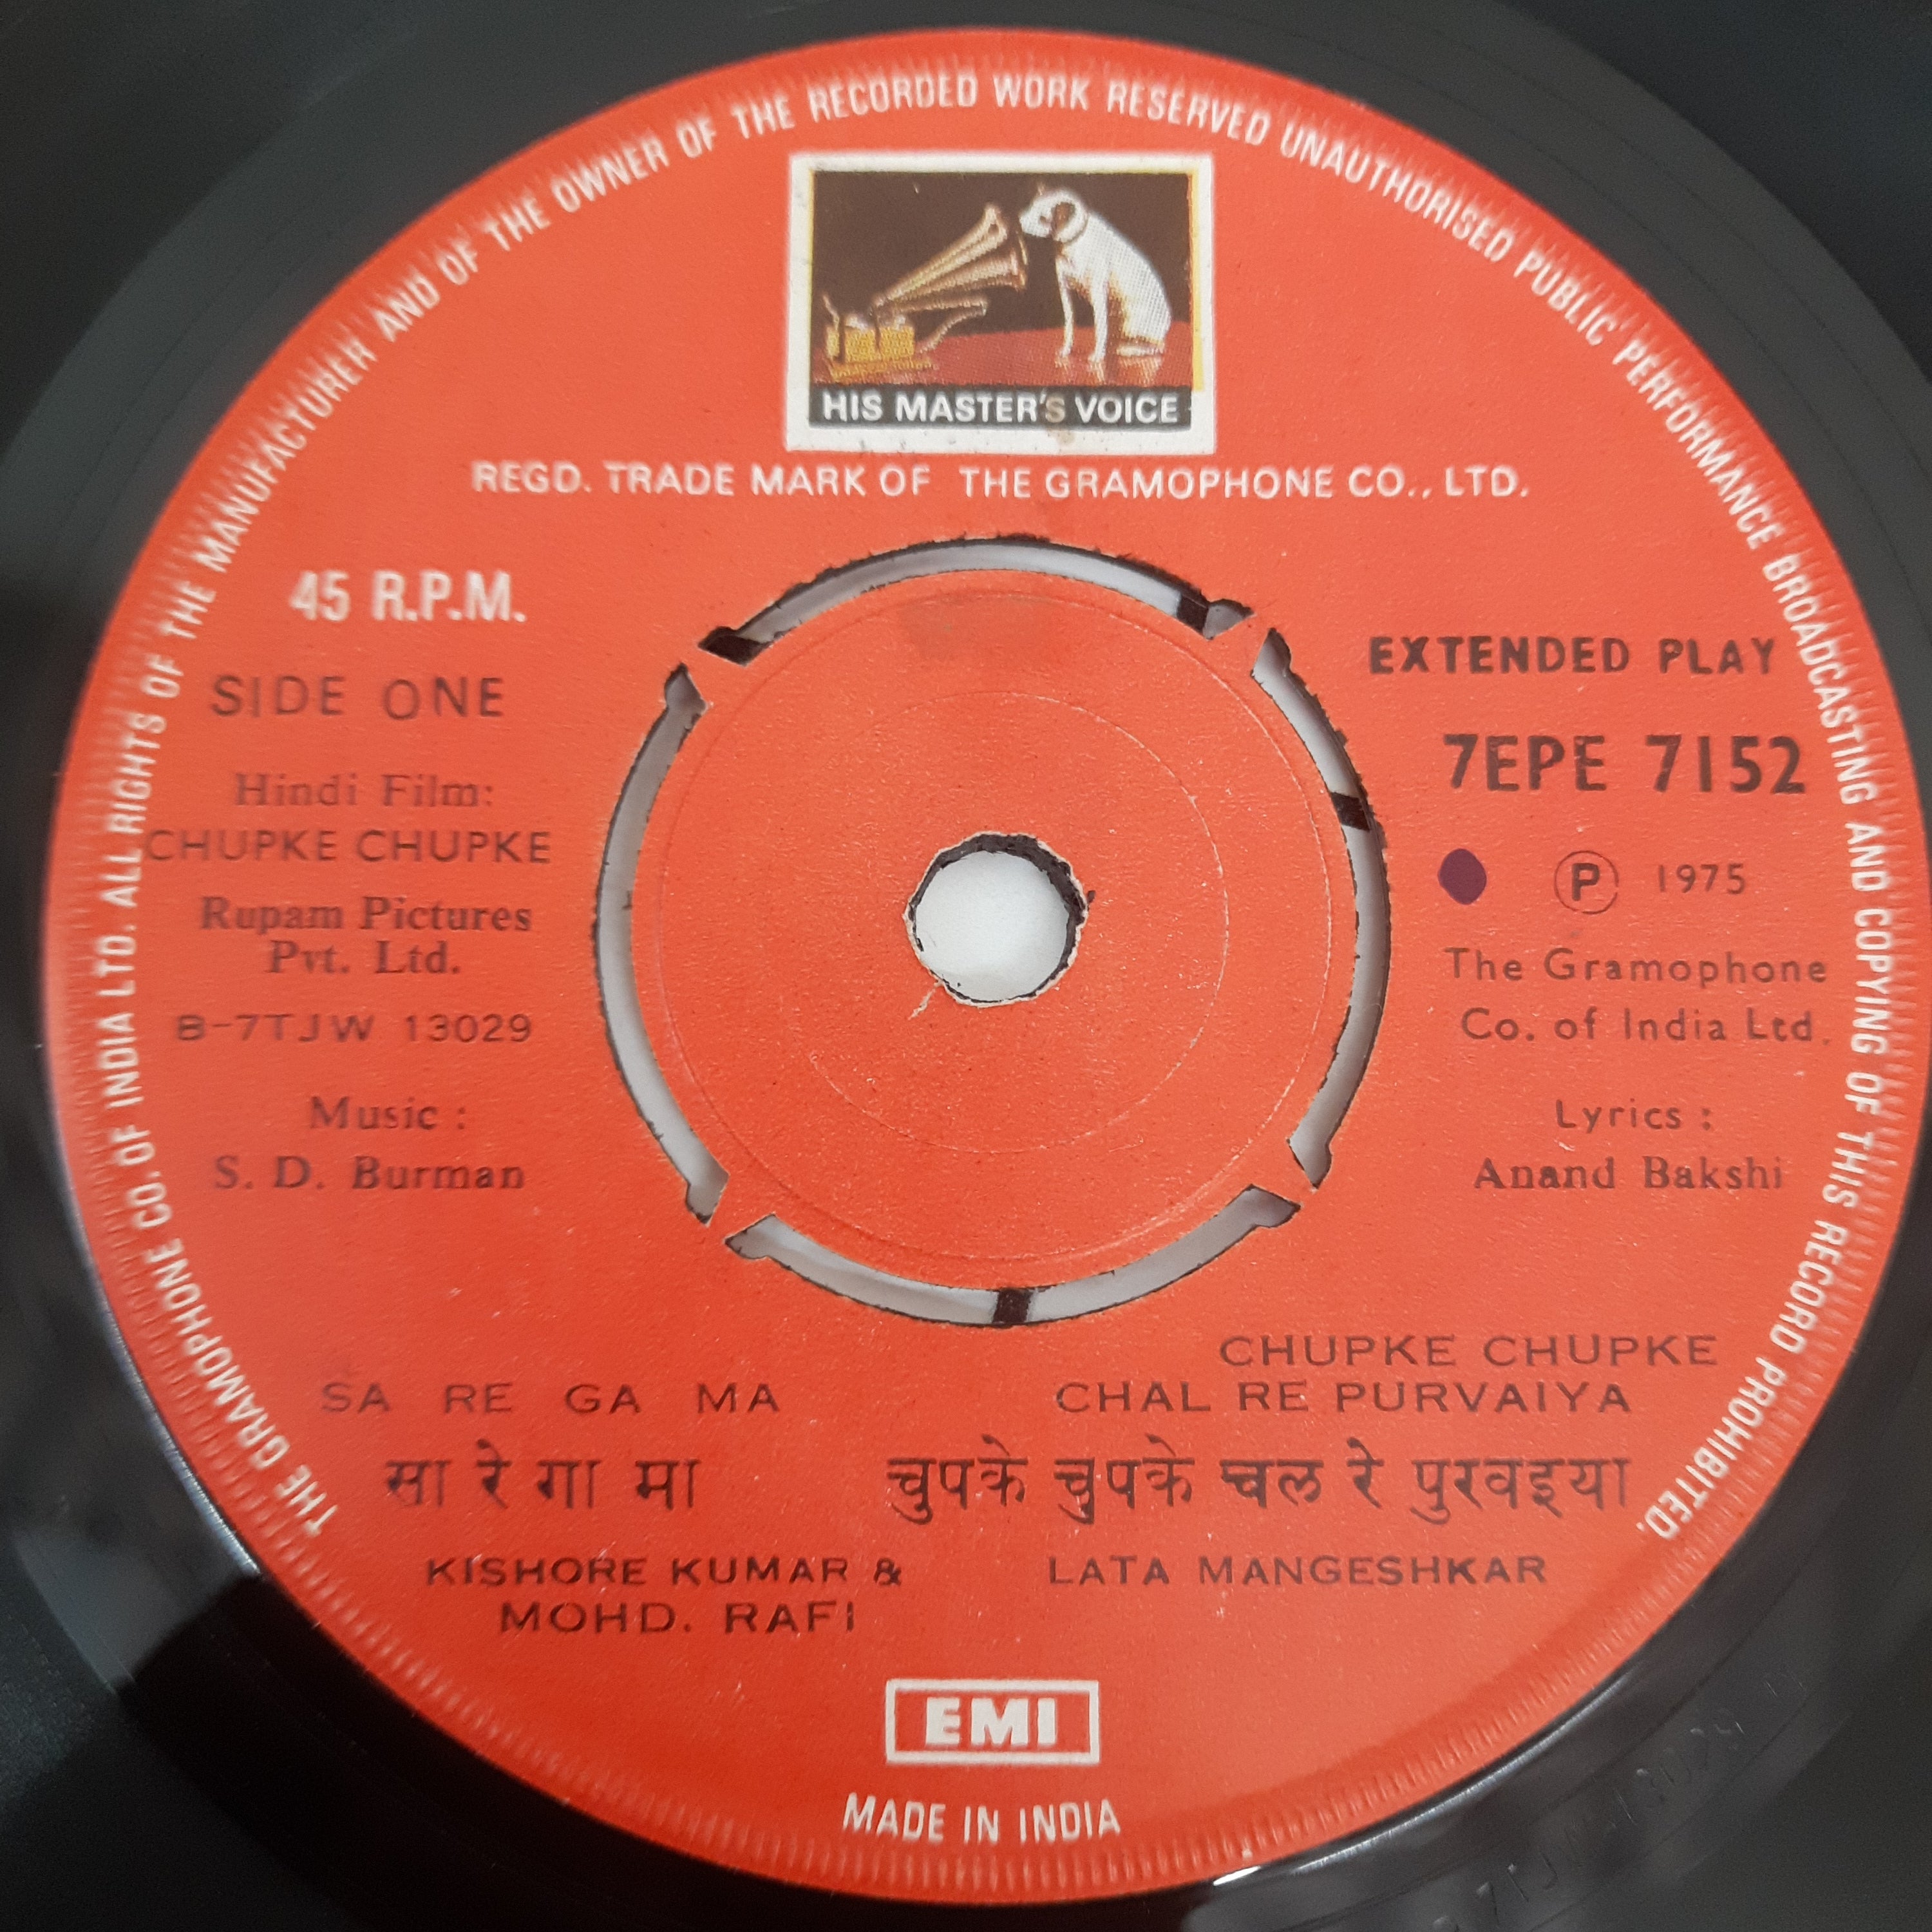 THE GRAMOPHONE CO. OF INDIA LTD. ALL RIGHTS OF THE MANUFACTURER AND OF THE OWNER OF THE RECORDED WORK RESERVED UNAUTHORISED PUBLIC PERFORMANCE BROADCASTING AND COPYING OF THIS RECORD PROHIBITED.
HIS MASTER'S VOICE
REGD. TRADE MARK OF THE GRAMOPHONE CO., LTD.
45 R.P.M.
SIDE ONE
Hindi Film:
CHUPKE CHUPKE
Rupam Pictures
Pvt. Ltd.
B-7TJW 13029
Music :
S. D. Burman
EXTENDED PLAY
7EPE 7152
Ⓟ 1975
The Gramophone
Co. of India Ltd.
Lyrics :
Anand Bakshi
SA RE GA MA
सा रे गा मा
KISHORE KUMAR &
MOHD. RAFI
CHUPKE CHUPKE
CHAL RE PURVAIYA
चुपके चुपके चल रे पुरवइया
LATA MANGESHKAR
EMI
MADE IN INDIA